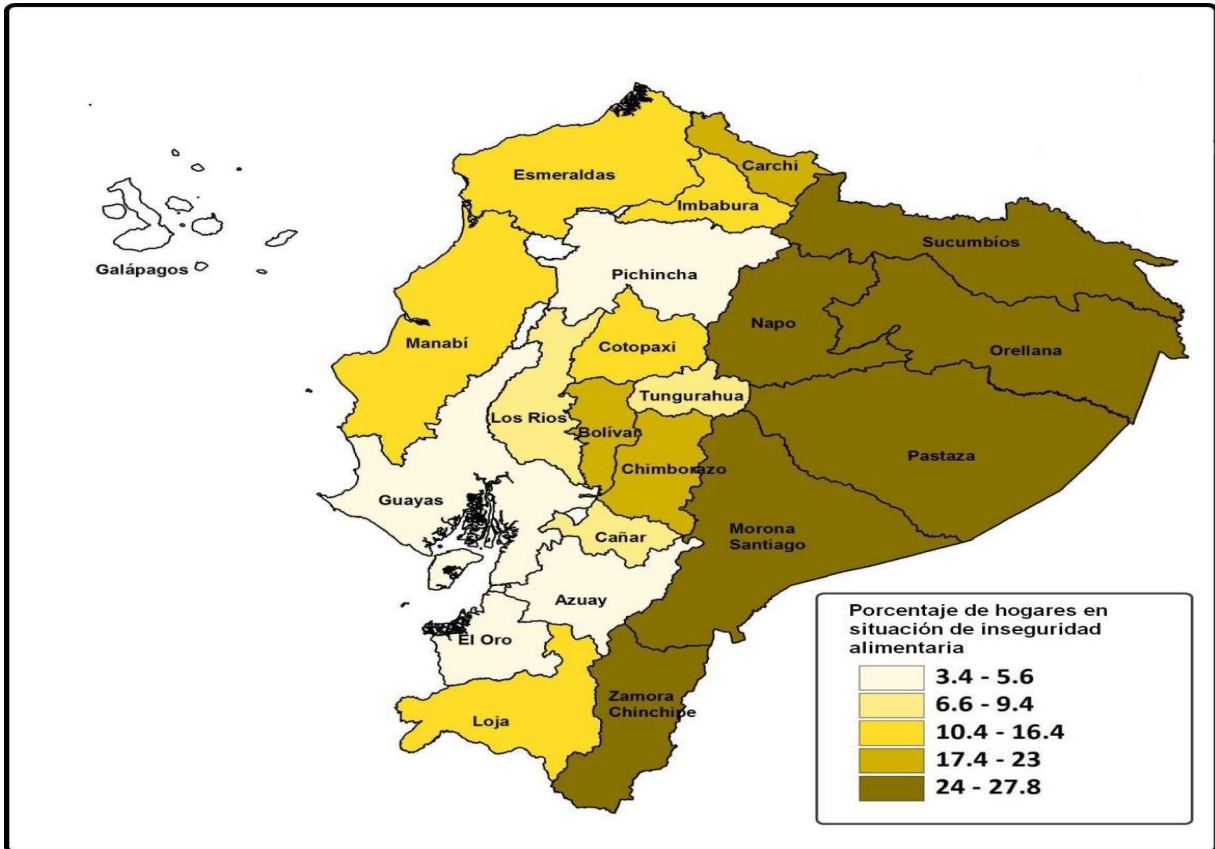 Esmeraldas
Carchi
Imbabura
Sucumbíos
Galápagos
Pichincha
Napo
Manabí
Cotopaxi
Orellana
Tungurahua
Los Rios
Bolívar
Pastaza
Chimborazo
Guayas
Morona
Santiago
Cañar
Azuay
El Oro
Zamora
Chinchipe
Loja
Porcentaje de hogares en
situación de inseguridad
alimentaria
3.4 - 5.6
6.6 - 9.4
10.4 - 16.4
17.4 - 23
24 - 27.8